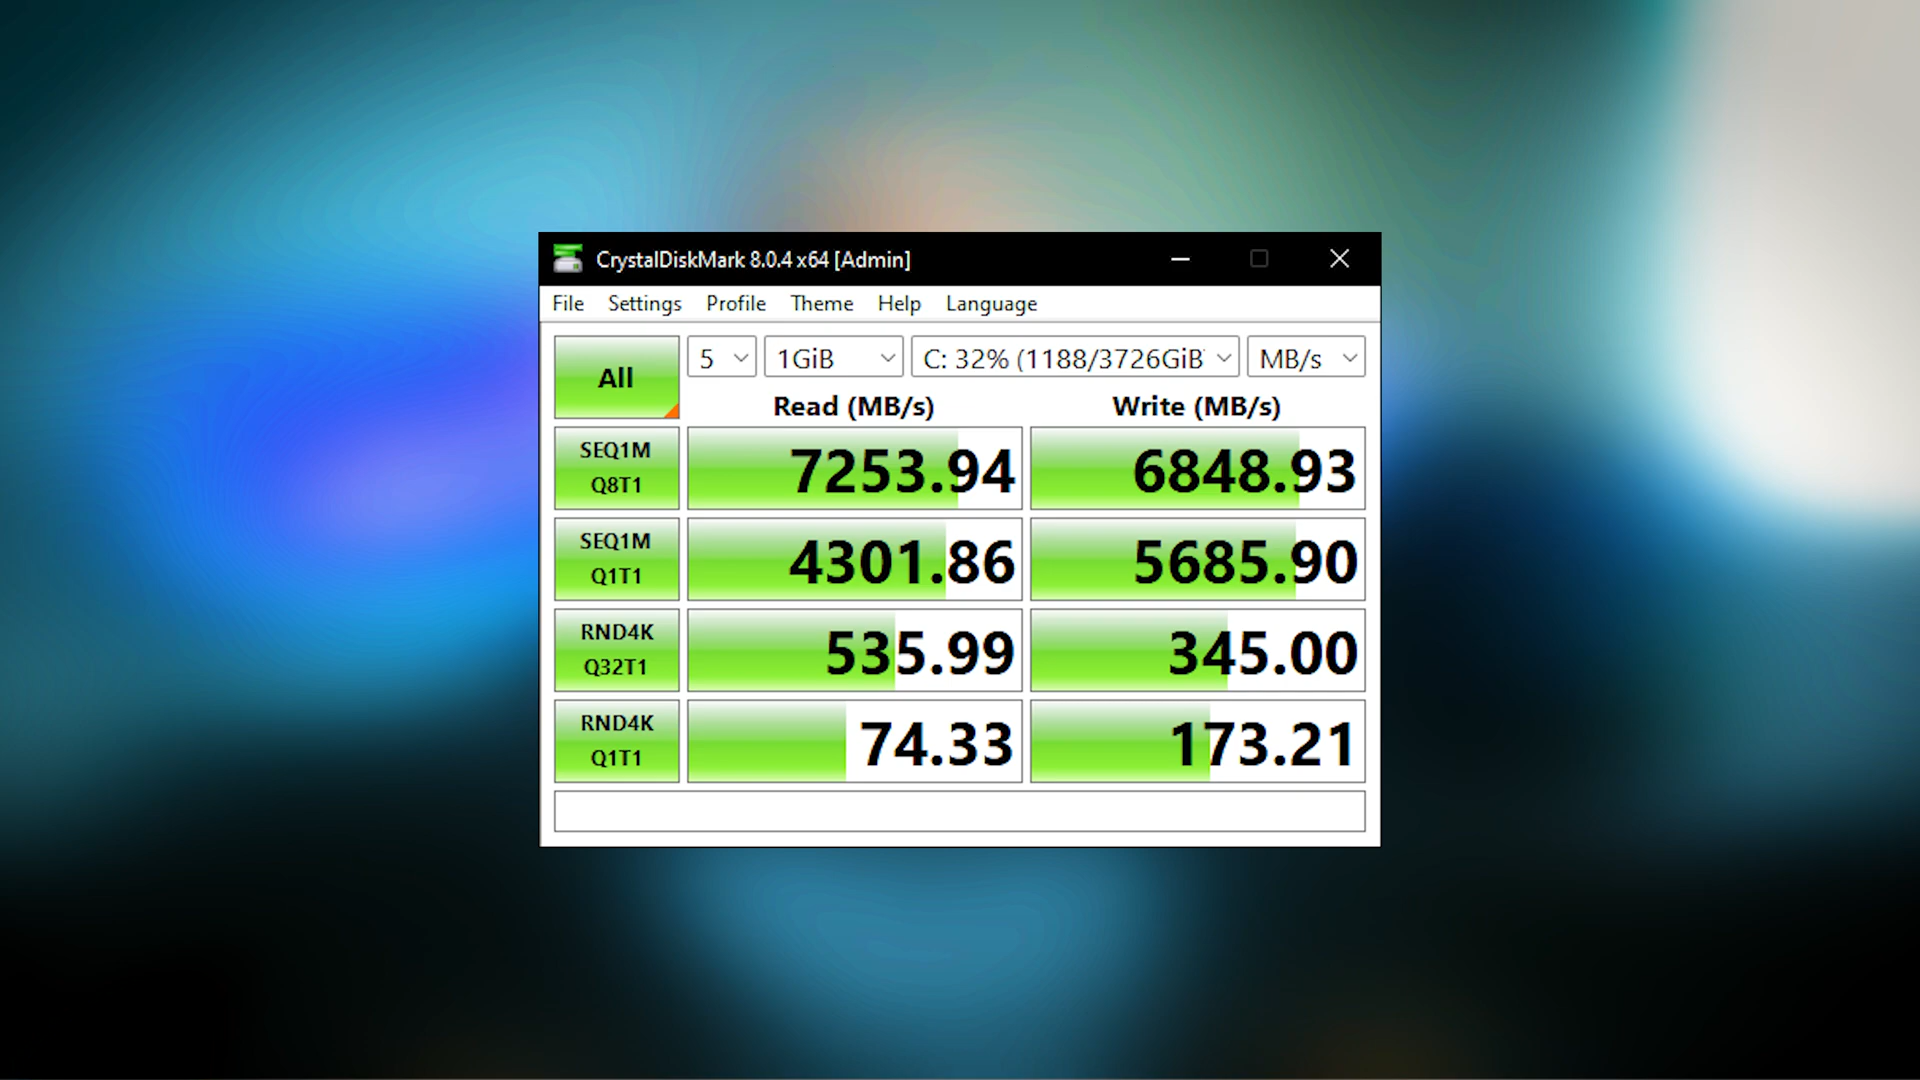 CrystalDiskMark 8.0.4 x64 [Admin]
File Settings Profile Theme Help Language
All 5 1GiB C: 32% (1188/3726GiB) MB/s
Read (MB/s) Write (MB/s)
SEQ1M
Q8T1 7253.94 6848.93
SEQ1M
Q1T1 4301.86 5685.90
RND4K
Q32T1 535.99 345.00
RND4K
Q1T1 74.33 173.21